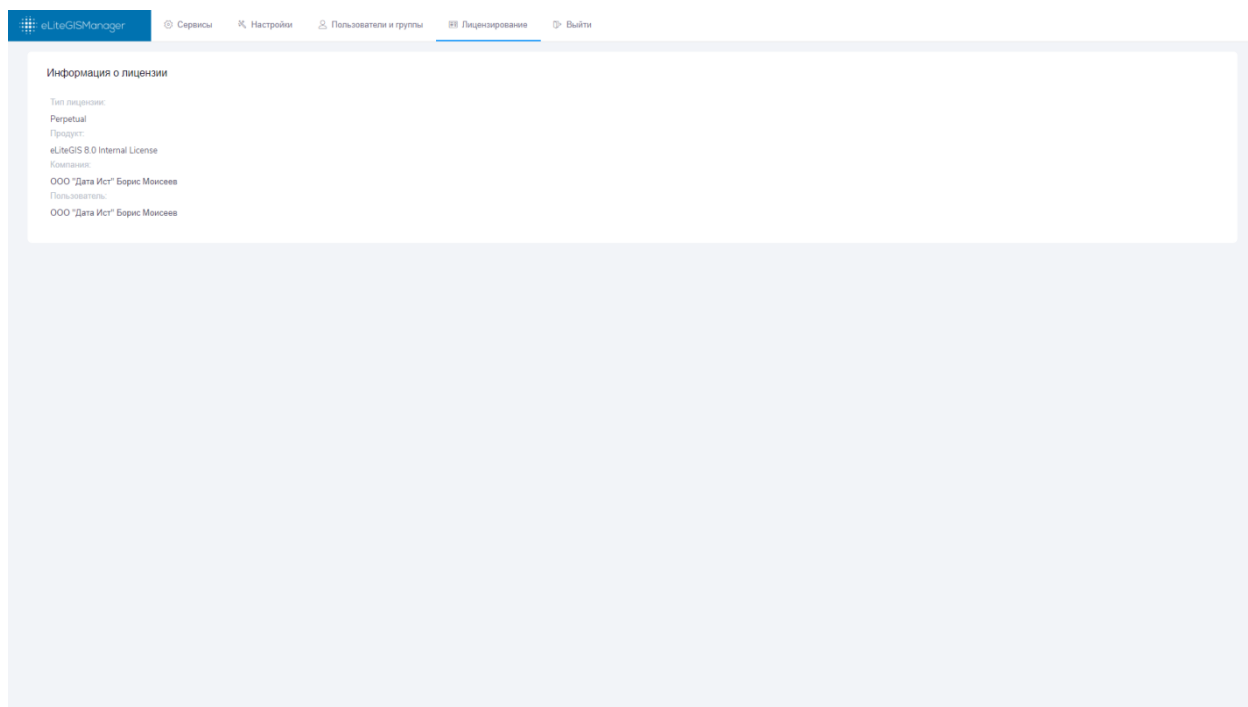 eLiteGISManager Сервисы Настройки Пользователи и группы Лицензирование Выйти
Информация о лицензии
Тип лицензии:
Perpetual
Продукт:
eLiteGIS 8.0 Internal License
Компания:
ООО "Дата Ист" Борис Моисеев
Пользователь:
ООО "Дата Ист" Борис Моисеев